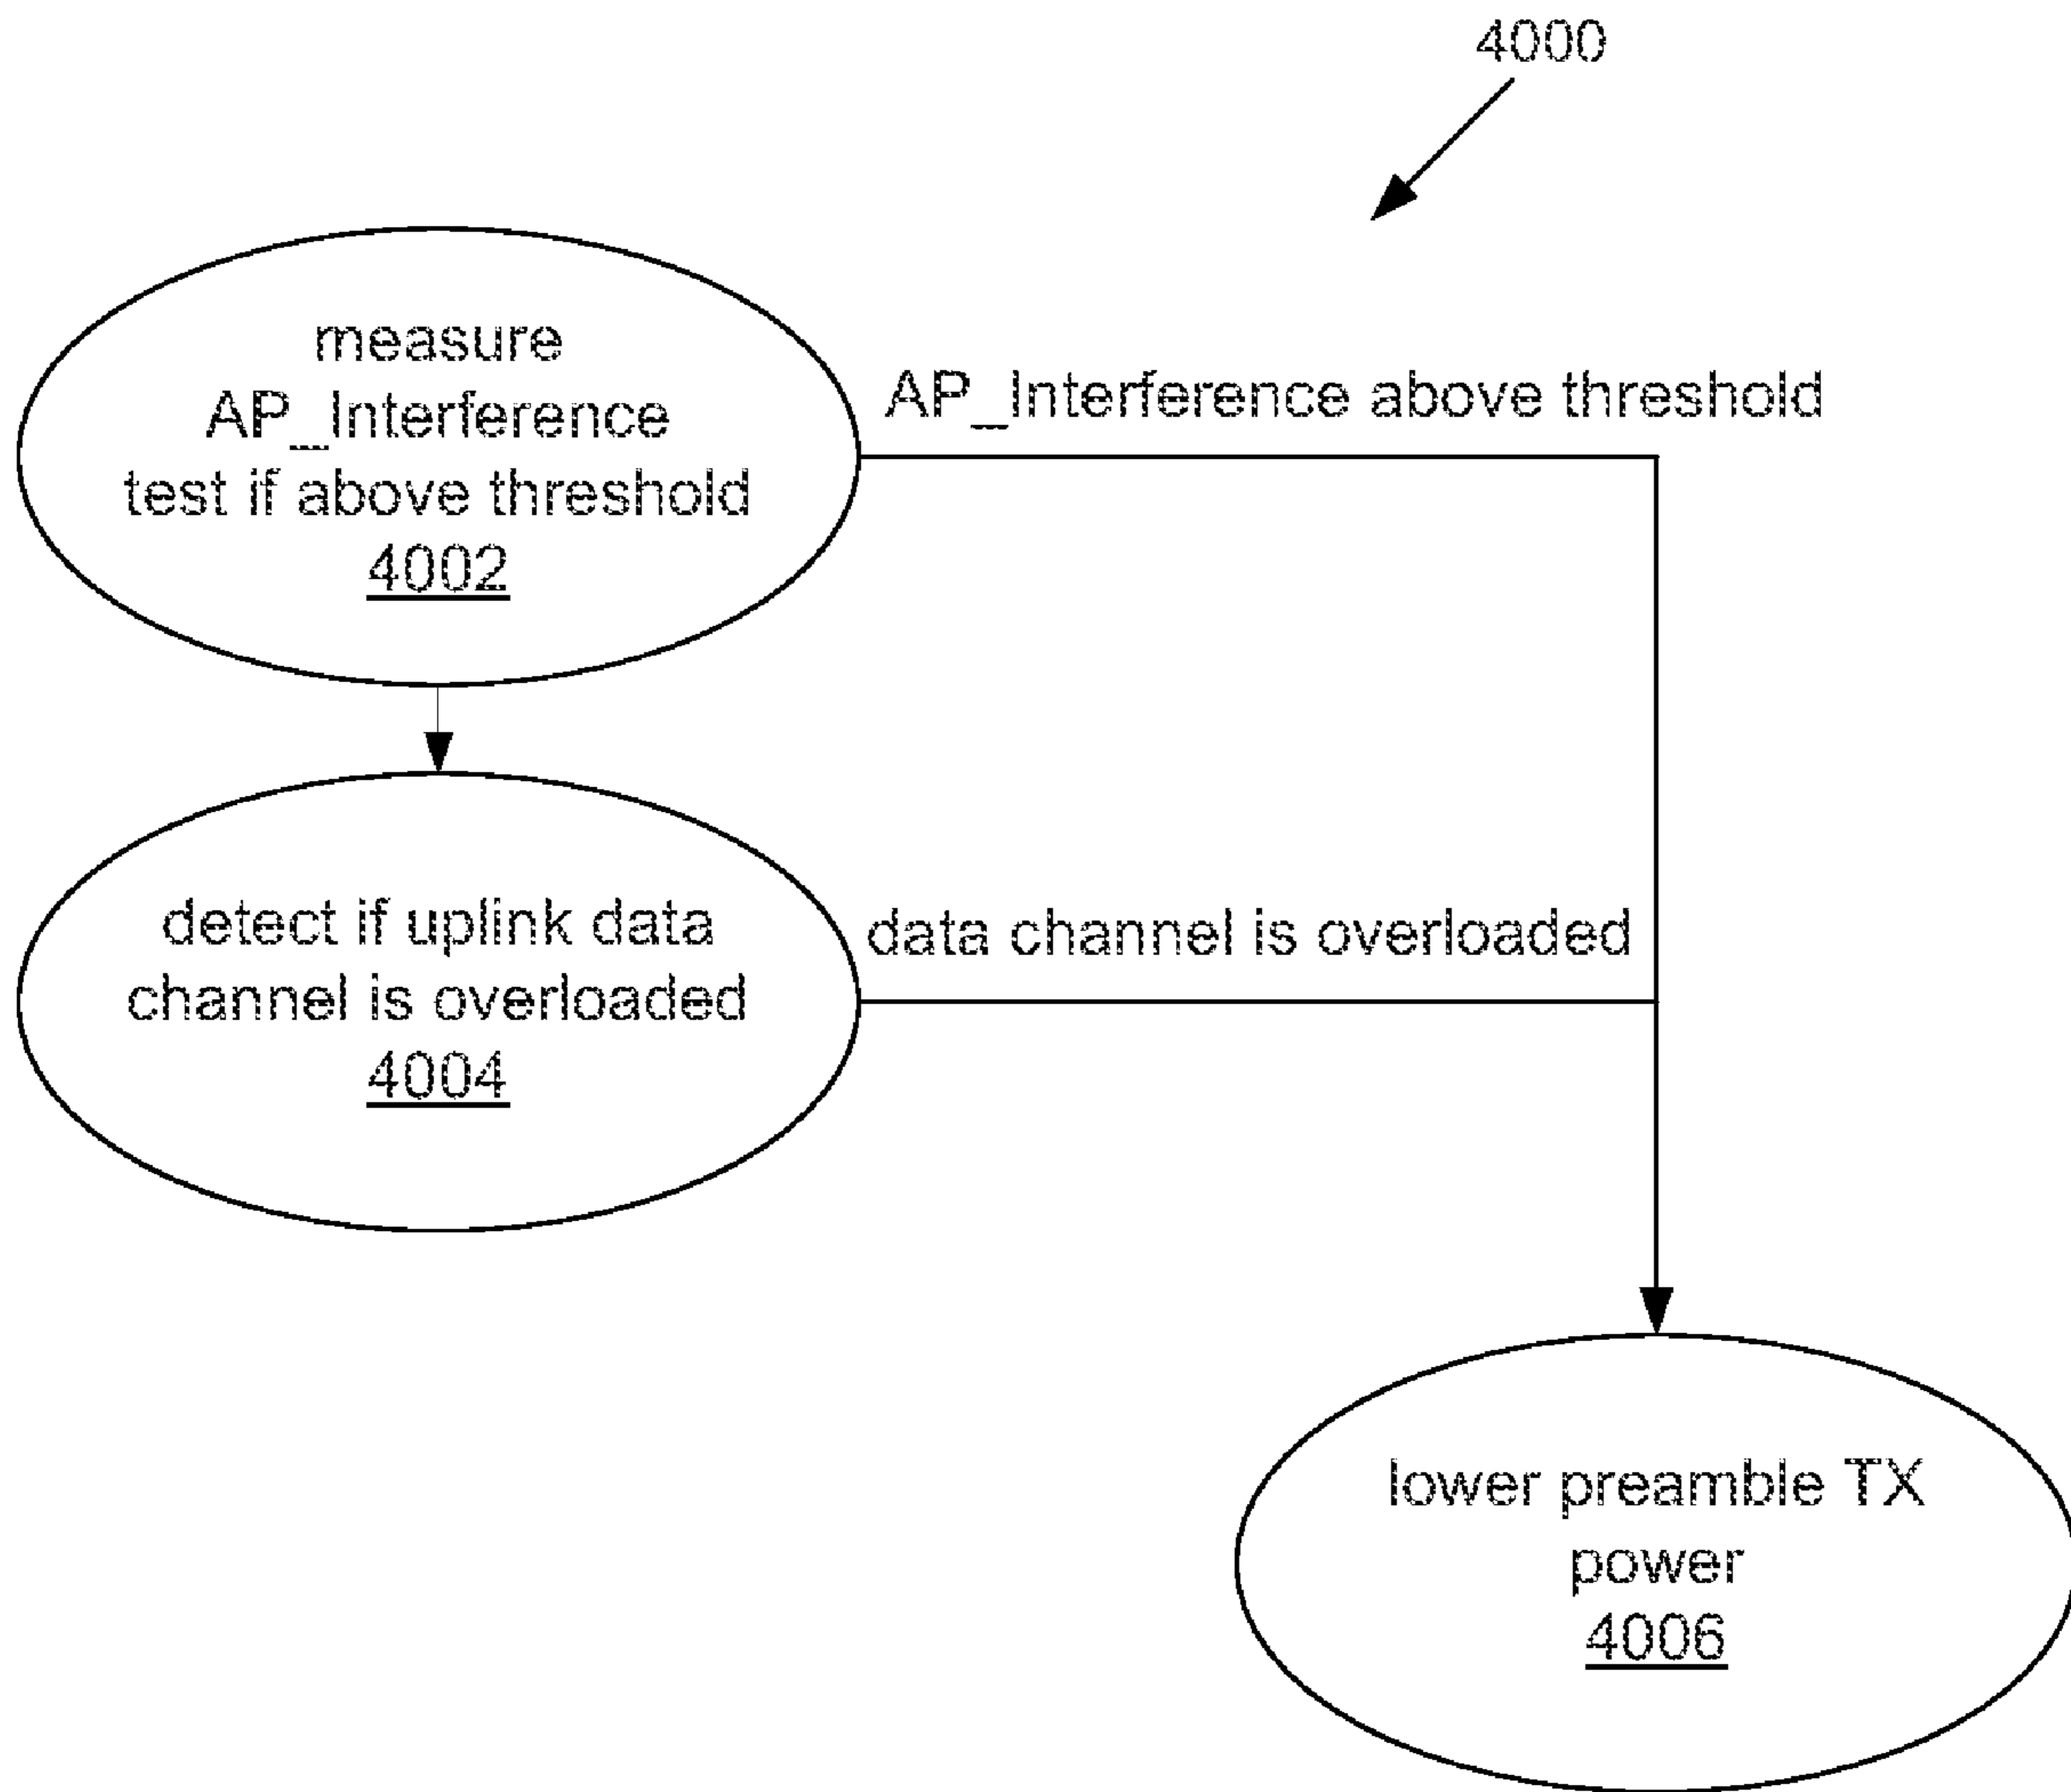 4000
measure
AP_Interference
test if above threshold
4002
AP_Interference above threshold
detect if uplink data
channel is overloaded
4004
data channel is overloaded
lower preamble TX
power
4006